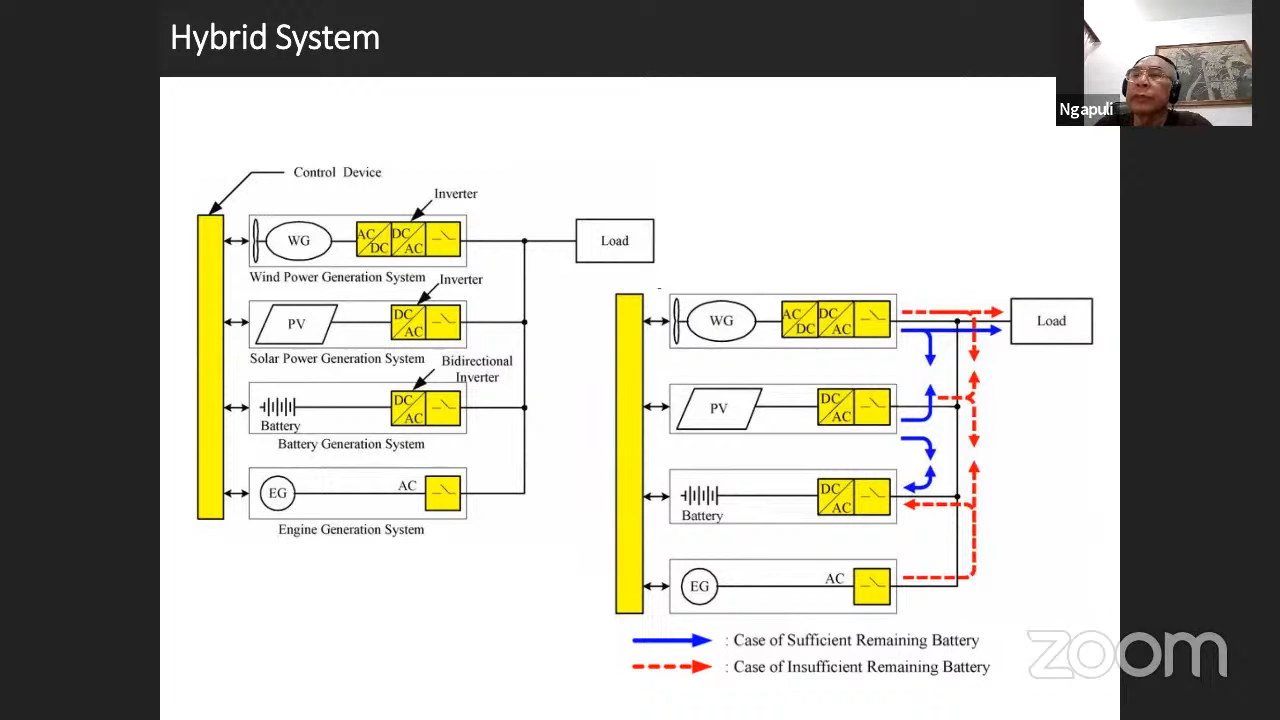 Hybrid System
Ngapuli
Control Device
Inverter
WG
AC
DC
DC
AC
Load
Wind Power Generation System
Inverter
PV
DC
AC
Solar Power Generation System
Bidirectional
Inverter
Battery
DC
AC
Battery Generation System
EG
AC
Engine Generation System
WG
AC
DC
DC
AC
Load
PV
DC
AC
Battery
DC
AC
EG
AC
: Case of Sufficient Remaining Battery
: Case of Insufficient Remaining Battery
zoom